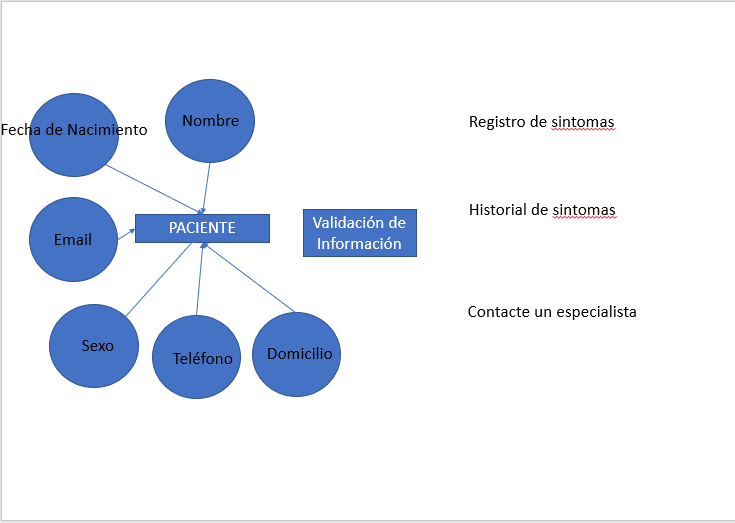 Fecha de Nacimiento
Nombre
Registro de sintomas
Email
PACIENTE
Validación de
Información
Historial de sintomas
Sexo
Teléfono
Domicilio
Contacte un especialista